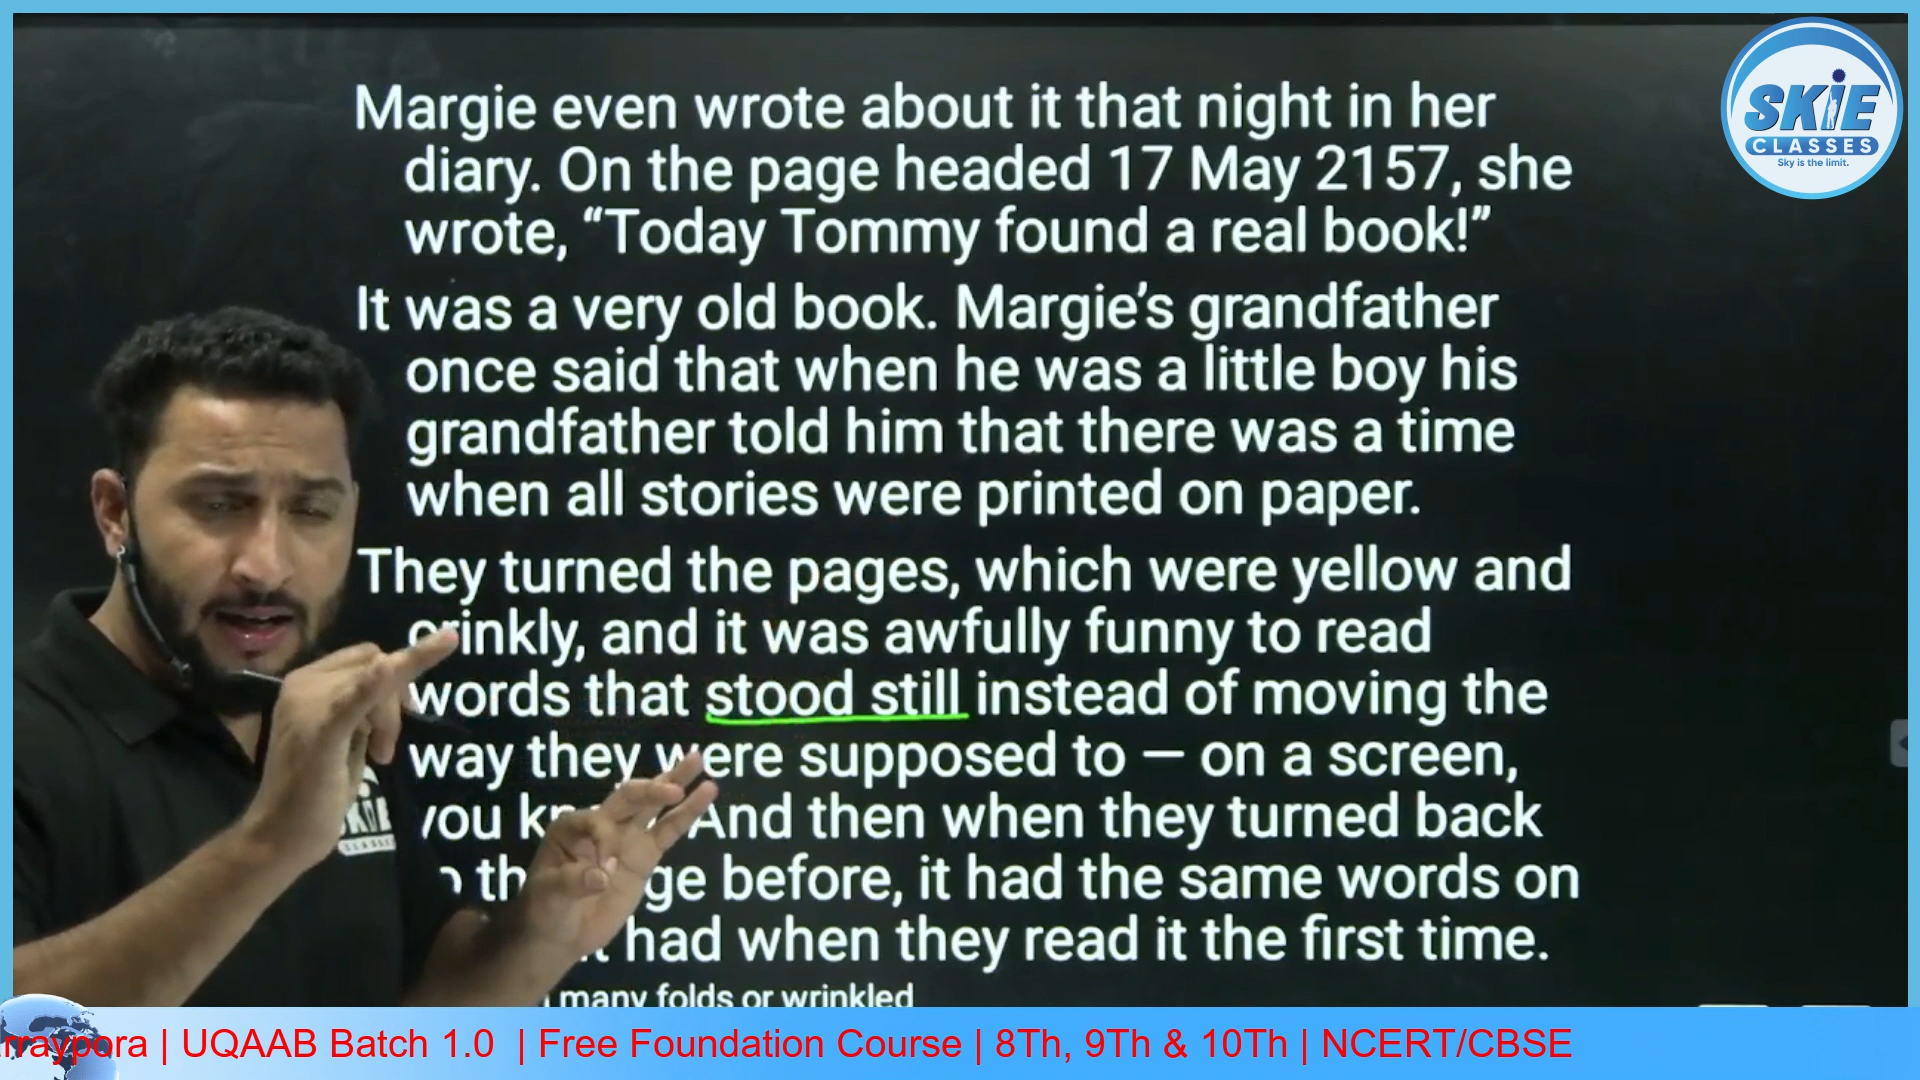 Margie even wrote about it that night in her
diary. On the page headed 17 May 2157, she
wrote, “Today Tommy found a real book!”
It was a very old book. Margie’s grandfather
once said that when he was a little boy his
grandfather told him that there was a time
when all stories were printed on paper.
They turned the pages, which were yellow and
crinkly, and it was awfully funny to read
words that stood still instead of moving the
way they were supposed to — on a screen,
you And then when they turned back
before, it had the same words on
had when they read it the first time.
many folds or wrinkled
SKIE
CLASSES
Sky is the limit.
SKIE
CLASSES
| UQAAB Batch 1.0 | Free Foundation Course | 8Th, 9Th & 10Th | NCERT/CBSE